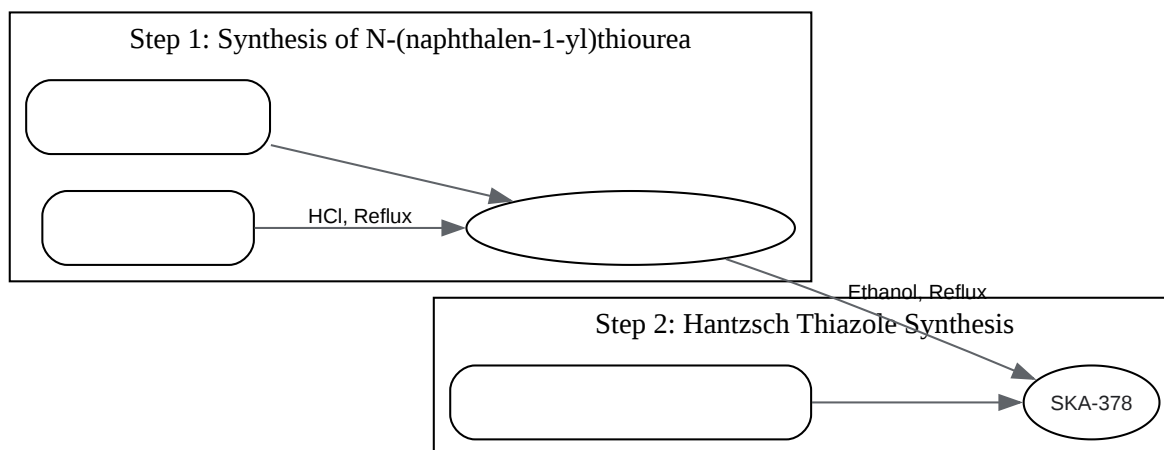 Step 1: Synthesis of N-(naphthalen-1-yl)thiourea
HCl, Reflux
Ethanol, Reflux
Step 2: Hantzsch Thiazole Synthesis
SKA-378